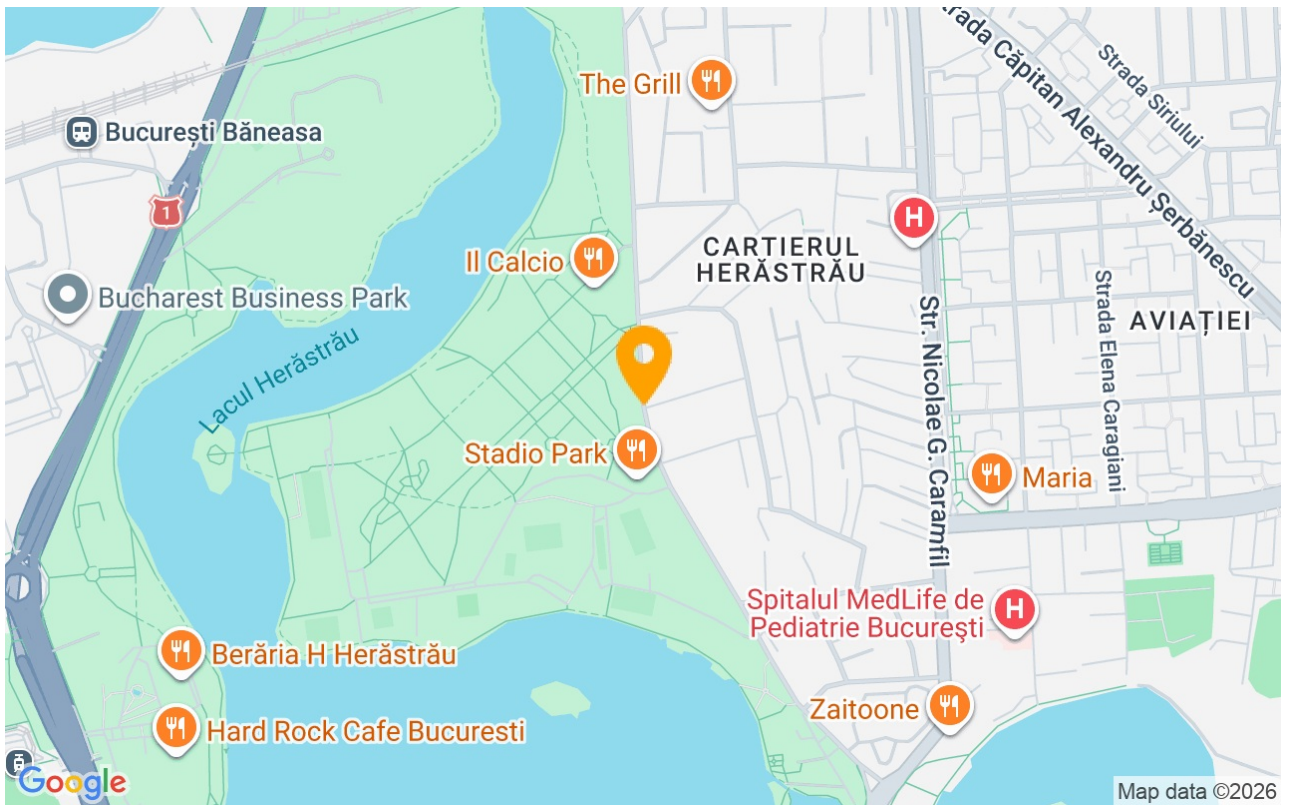 Strada Căpitan Alexandru Șerbănescu
Strada Siriului
The Grill
București Băneasa
1
H
CARTIERUL
HERĂSTRĂU
Il Calcio
Bucharest Business Park
Strada Elena Caragiani
AVIAȚIEI
Str. Nicolae G. Caramfil
Lacul Herăstrău
Stadio Park
Maria
Spitalul MedLife de
Pediatrie București
H
Berăria H Herăstrău
Zaitoone
Hard Rock Cafe Bucuresti
Google
Map data ©2026